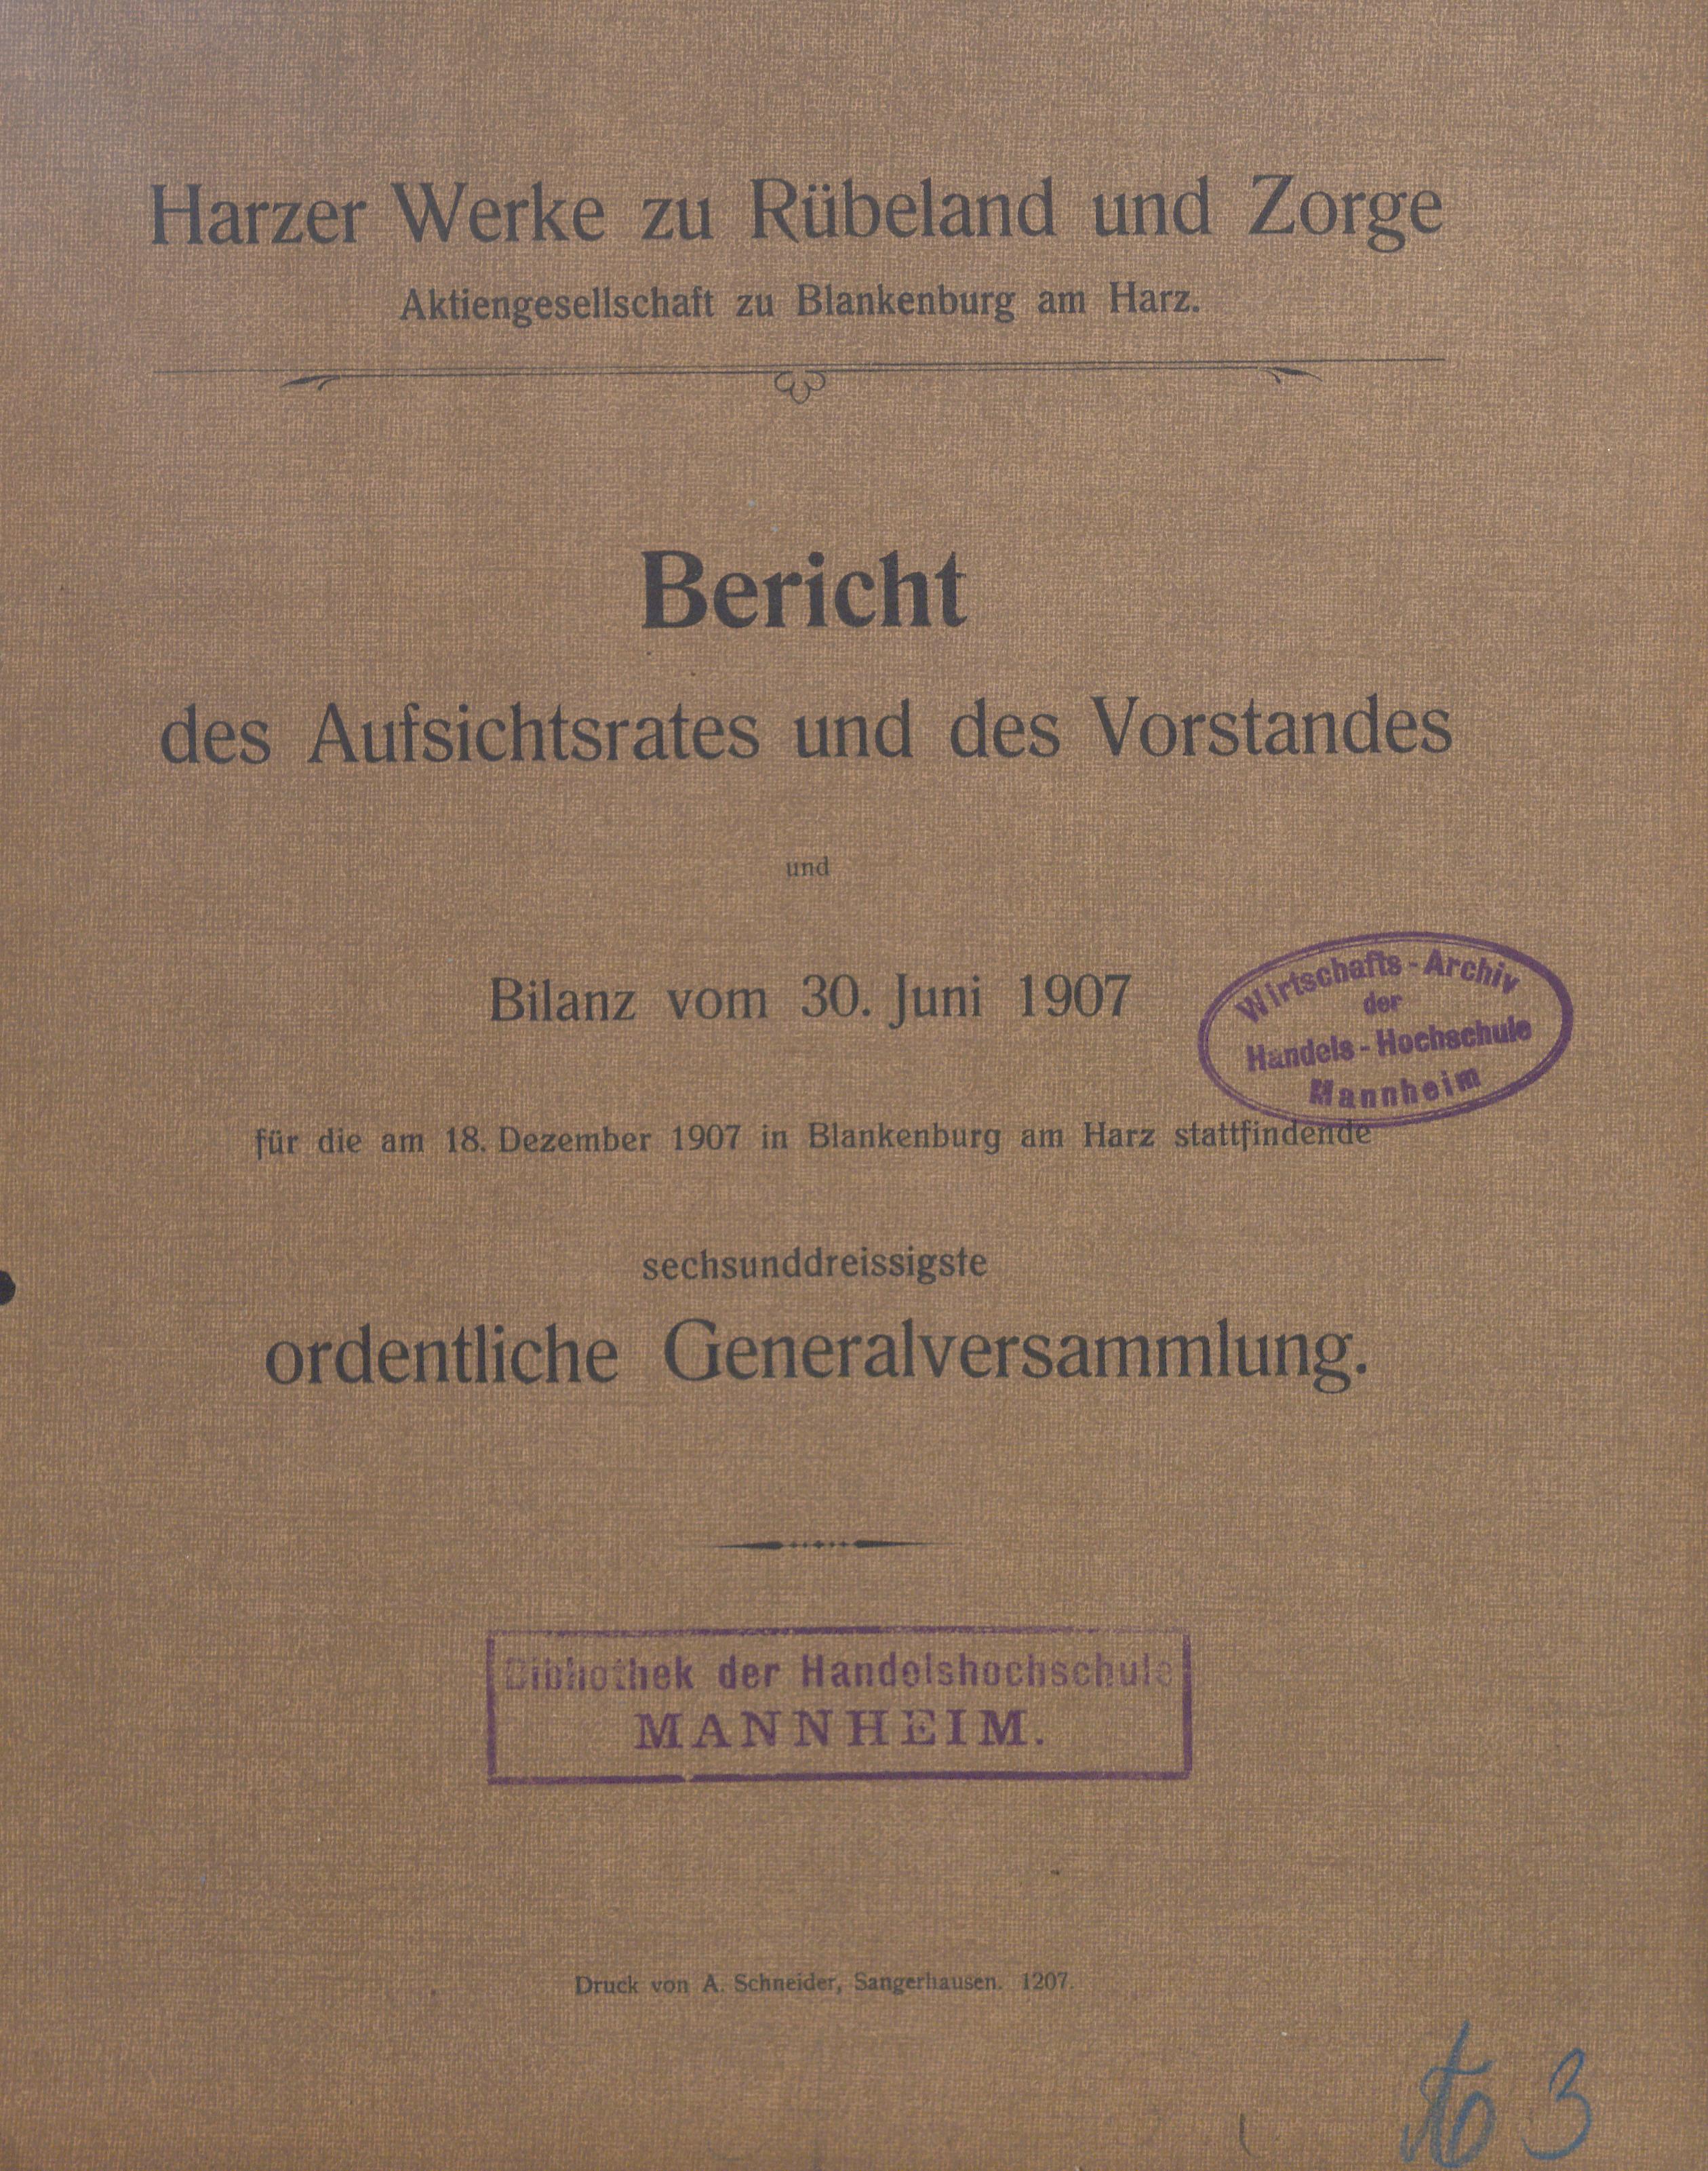 Harzer Werke zu Rübeland und Zorge
Aktiengesellschaft zu Blankenburg am Harz.
Bericht
des Aufsichtsrates und des Vorstandes
und
Bilanz vom 30. Juni 1907
Wirtschafts-Archiv
der
Handels-Hochschule
Mannheim
für die am 18. Dezember 1907 in Blankenburg am Harz stattfindende
sechsunddreissigste
ordentliche Generalversammlung.
Bibliothek der Handelshochschule
MANNHEIM.
Druck von A. Schneider, Sangerhausen. 1207.
3